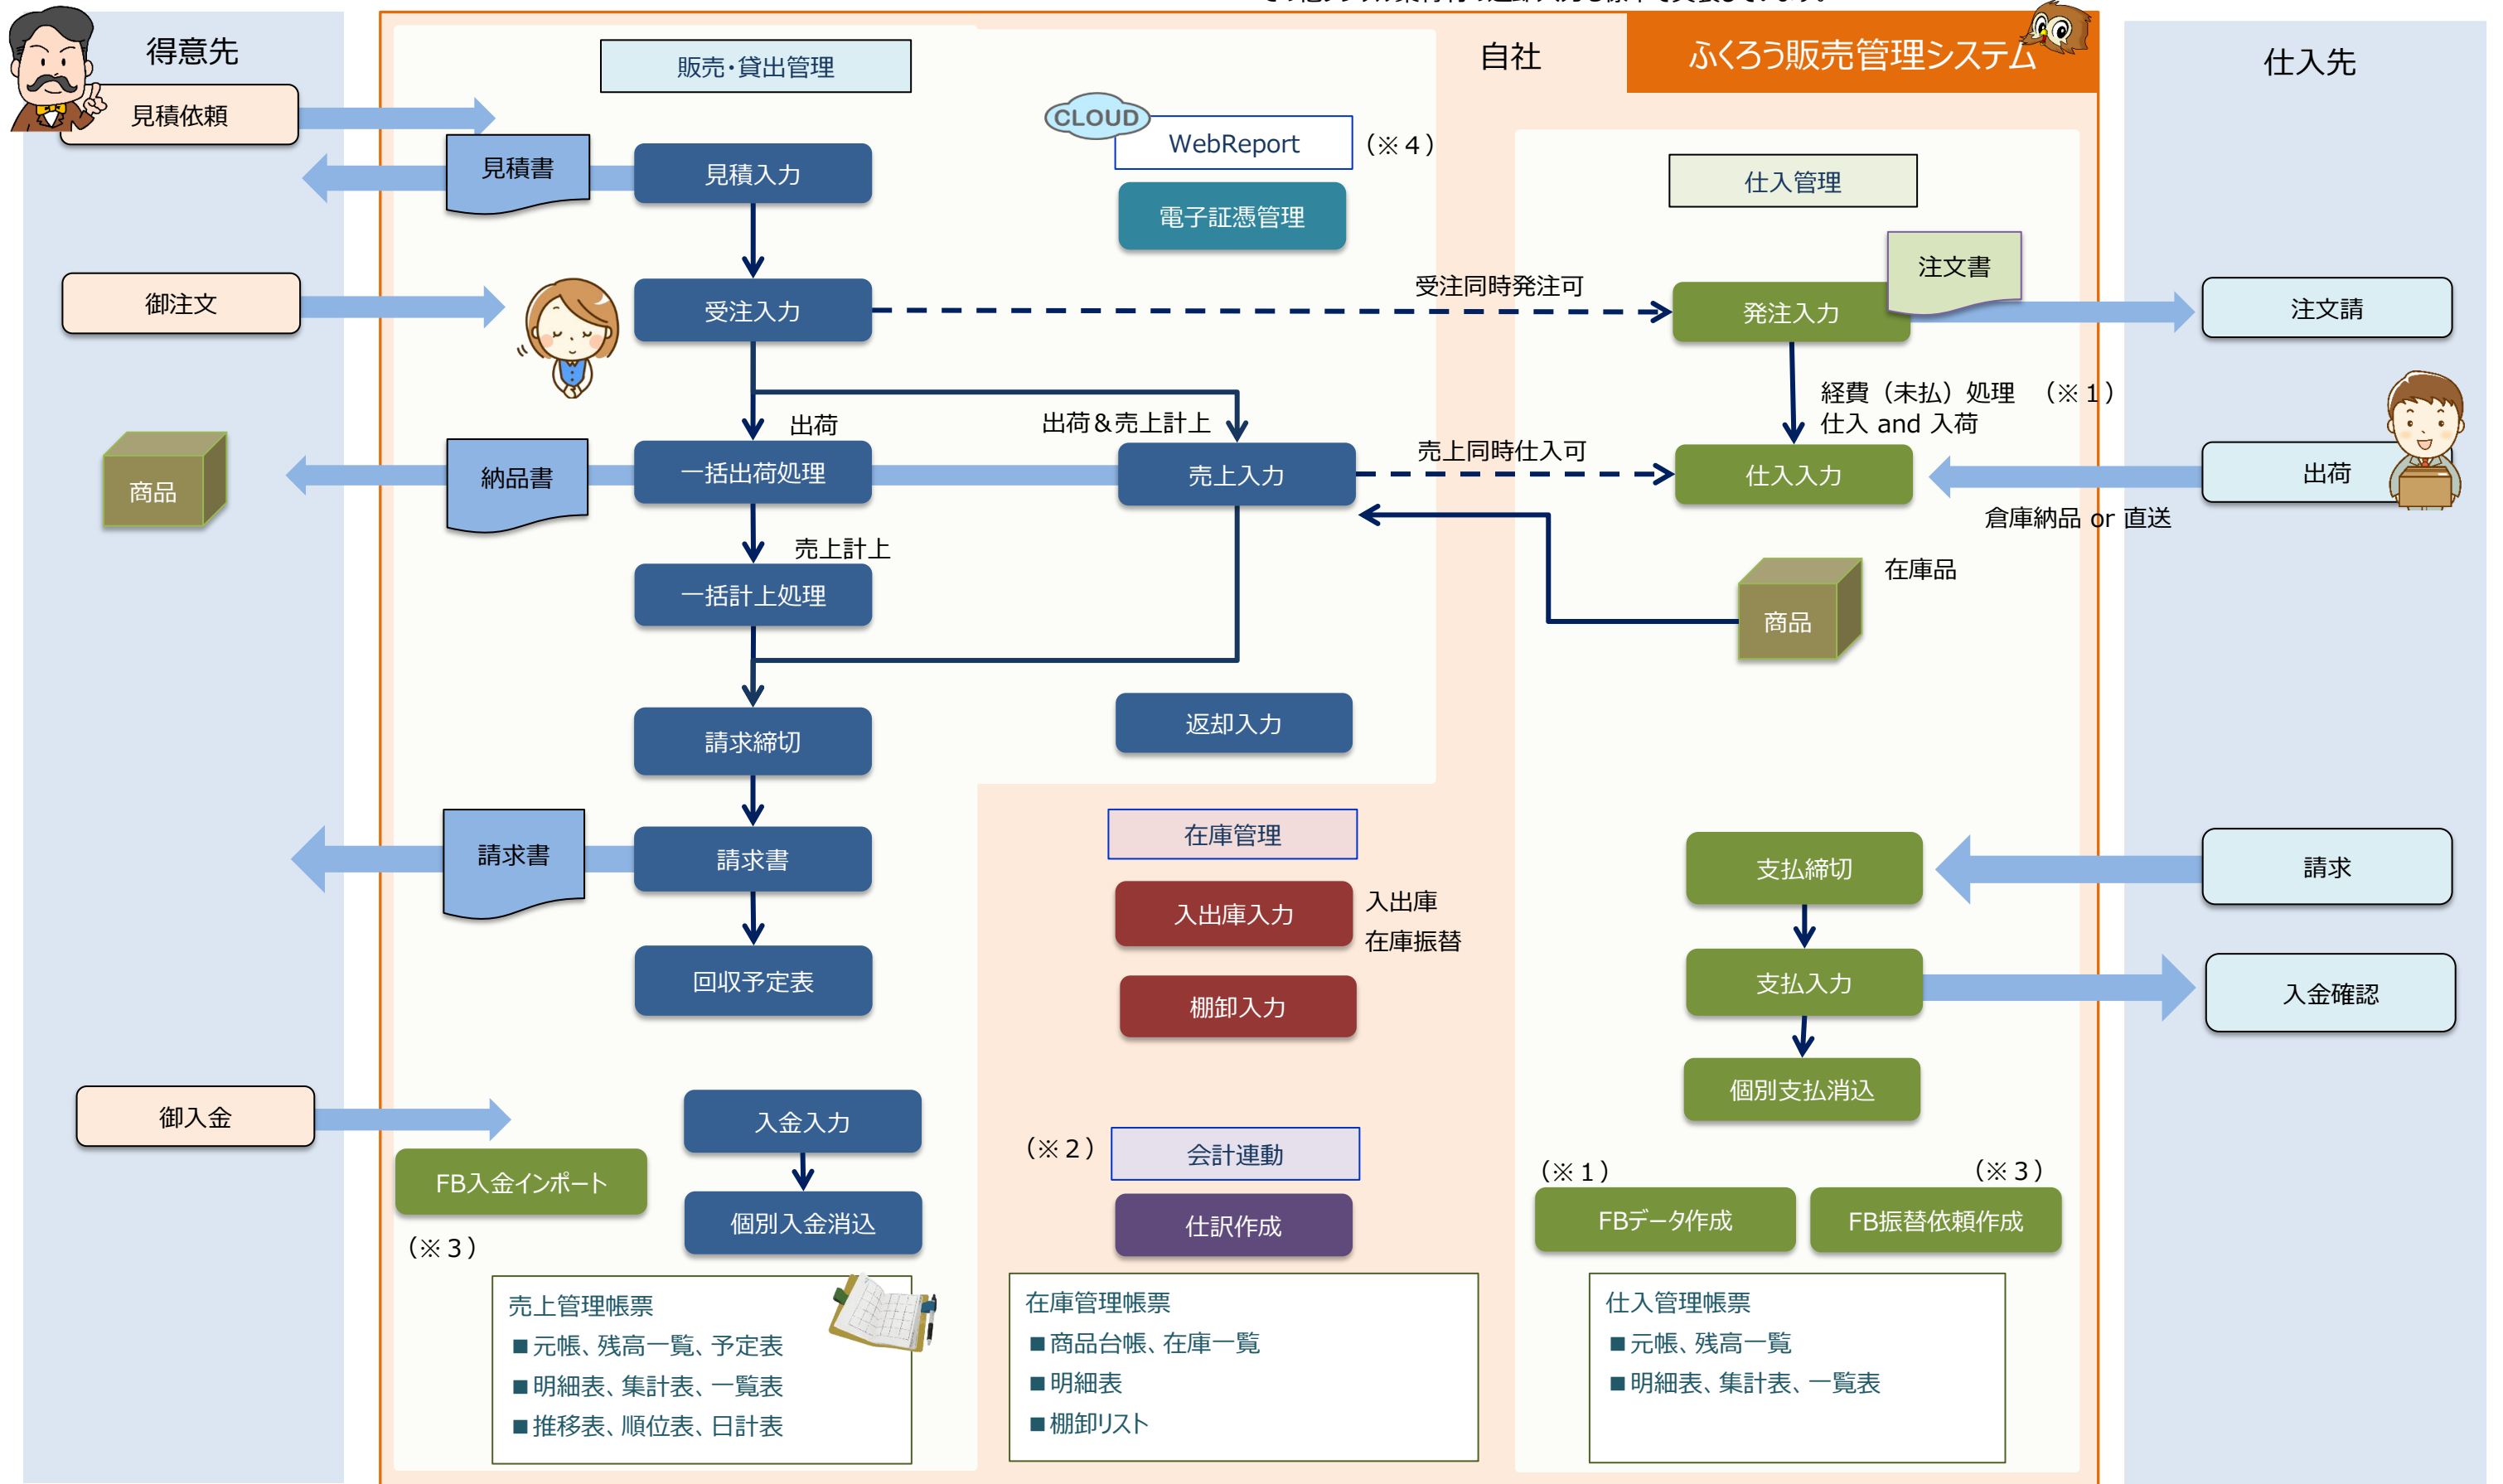 得意先
自社
ふくろう販売管理システム
仕入先
販売・貸出管理
見積依頼
CLOUD
WebReport
（※４）
見積書
見積入力
電子証憑管理
仕入管理
御注文
受注入力
受注同時発注可
発注入力
注文書
注文請
経費（未払）処理　（※１）
仕入 and 入荷
出荷
出荷＆売上計上
商品
納品書
一括出荷処理
売上入力
売上同時仕入可
仕入入力
出荷
倉庫納品 or 直送
売上計上
一括計上処理
在庫品
商品
請求締切
返却入力
請求書
請求書
在庫管理
支払締切
請求
入出庫入力
入出庫
在庫振替
回収予定表
棚卸入力
支払入力
入金確認
個別支払消込
御入金
入金入力
FB入金インポート
個別入金消込
（※３）
（※２）
会計連動
仕訳作成
（※１）
（※３）
FBデータ作成
FB振替依頼作成
売上管理帳票
■元帳、残高一覧、予定表
■明細表、集計表、一覧表
■推移表、順位表、日計表
在庫管理帳票
■商品台帳、在庫一覧
■明細表
■棚卸リスト
仕入管理帳票
■元帳、残高一覧
■明細表、集計表、一覧表